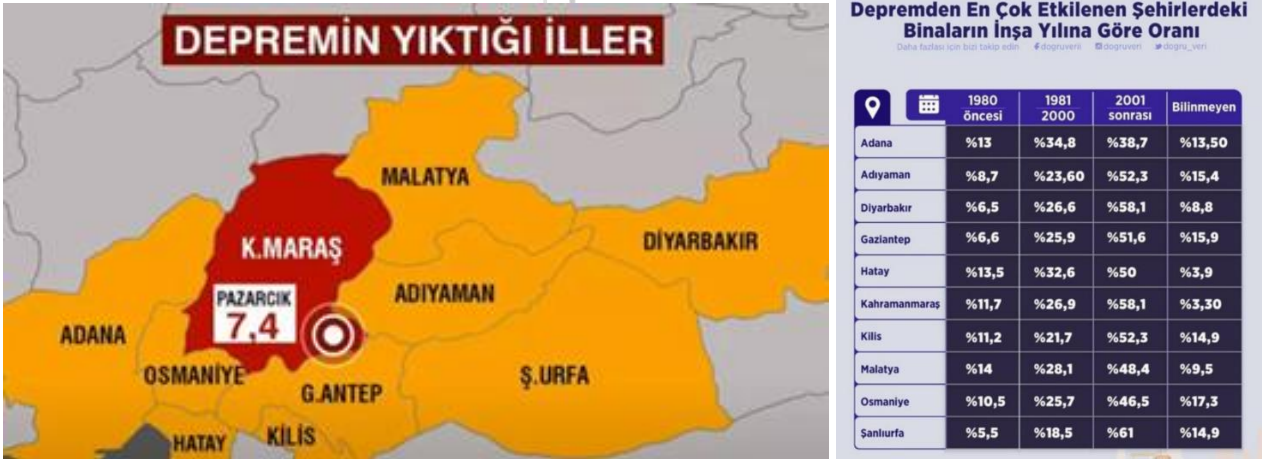 DEPREMİN YIKTIĞI İLLER
MALATYA
K.MARAŞ
DİYARBAKIR
PAZARCIK
7,4
ADIYAMAN
ADANA
OSMANİYE
G.ANTEP
Ş.URFA
HATAY
KİLİS
Depremden En Çok Etkilenen Şehirlerdeki
Binaların İnşa Yılına Göre Oranı
Daha fazlası için bizi takip edin dogruverii dogruveri dogru_veri
1980 öncesi 1981 2000 2001 sonrası Bilinmeyen
Adana %13 %34,8 %38,7 %13,50
Adıyaman %8,7 %23,60 %52,3 %15,4
Diyarbakır %6,5 %26,6 %58,1 %8,8
Gaziantep %6,6 %25,9 %51,6 %15,9
Hatay %13,5 %32,6 %50 %3,9
Kahramanmaraş %11,7 %26,9 %58,1 %3,30
Kilis %11,2 %21,7 %52,3 %14,9
Malatya %14 %28,1 %48,4 %9,5
Osmaniye %10,5 %25,7 %46,5 %17,3
Şanlıurfa %5,5 %18,5 %61 %14,9